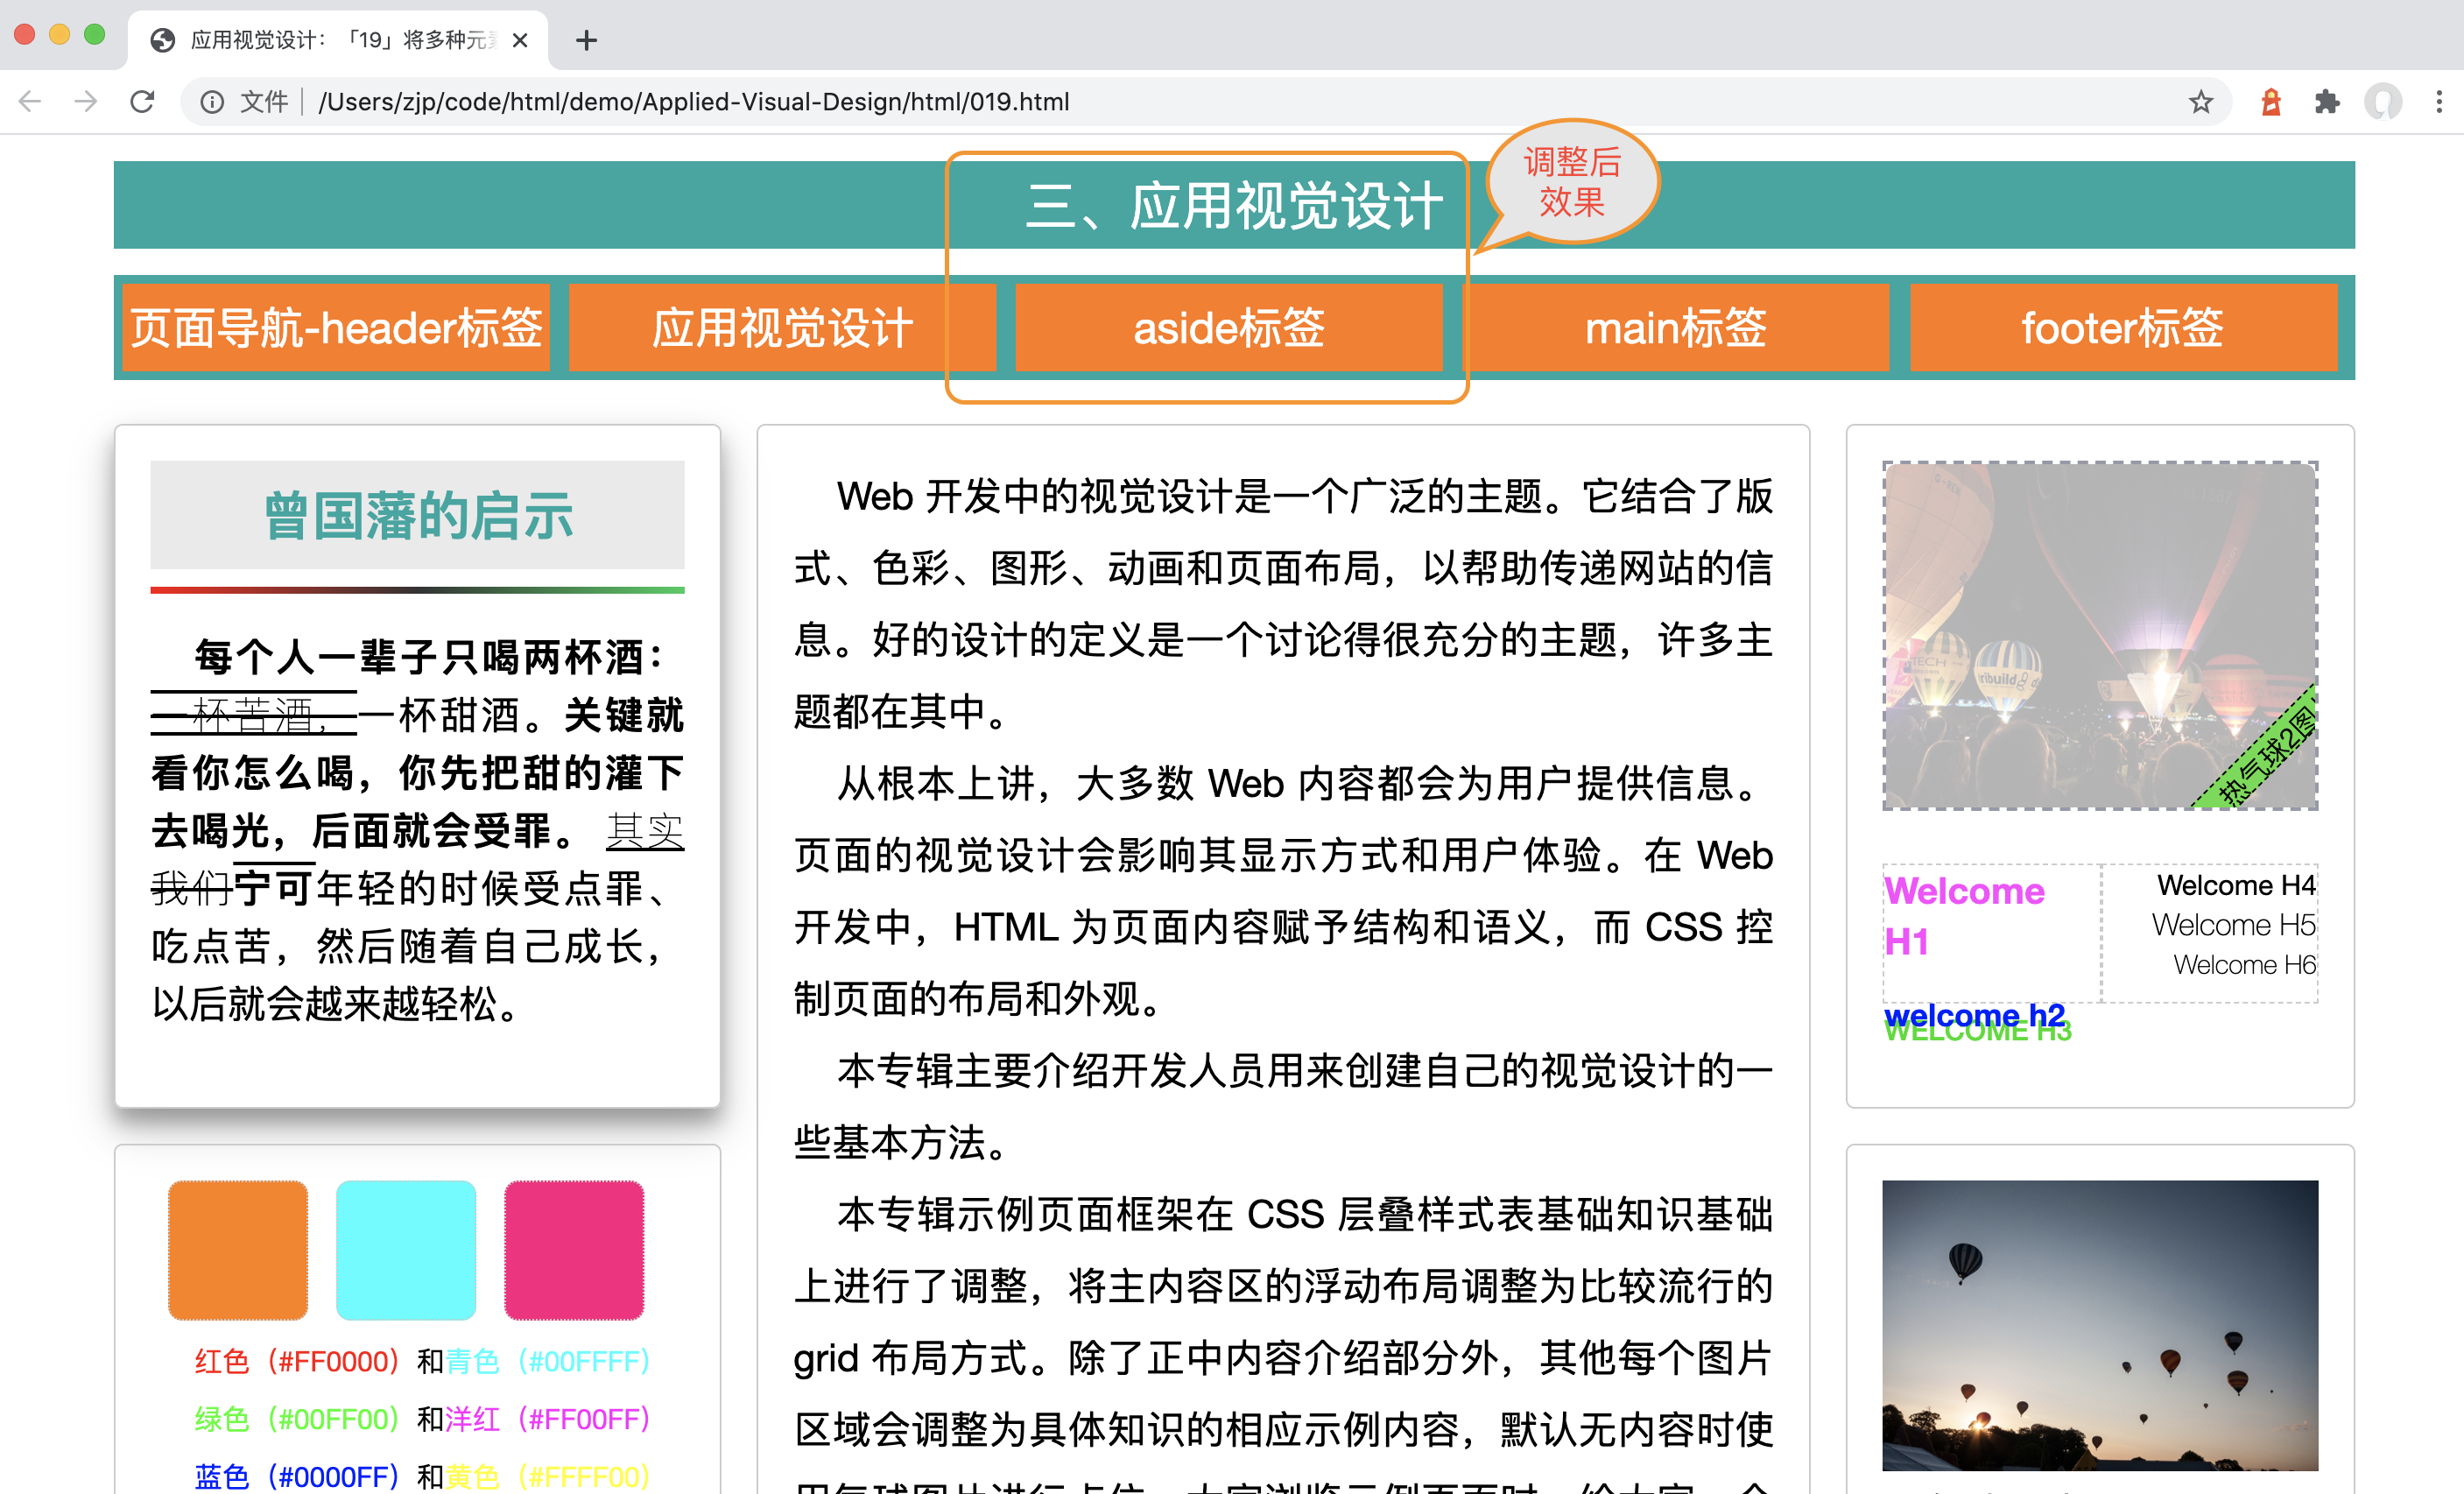 应用视觉设计：「19」将多种元
文件
/Users/zjp/code/html/demo/Applied-Visual-Design/html/019.html
三、应用视觉设计
调整后
效果
页面导航-header标签
应用视觉设计
aside标签
main标签
footer标签
曾国藩的启示
每个人一辈子只喝两杯酒：
一杯苦酒，一杯甜酒。关键就
看你怎么喝，你先把甜的灌下
去喝光，后面就会受罪。 其实
我们宁可年轻的时候受点罪、
吃点苦，然后随着自己成长，
以后就会越来越轻松。
红色（#FF0000）和青色（#00FFFF）
绿色（#00FF00）和洋红（#FF00FF）
蓝色（#0000FF）和黄色（#FFFF00）
Web 开发中的视觉设计是一个广泛的主题。它结合了版
式、色彩、图形、动画和页面布局，以帮助传递网站的信
息。好的设计的定义是一个讨论得很充分的主题，许多主
题都在其中。
从根本上讲，大多数 Web 内容都会为用户提供信息。
页面的视觉设计会影响其显示方式和用户体验。在 Web
开发中，HTML 为页面内容赋予结构和语义，而 CSS 控
制页面的布局和外观。
本专辑主要介绍开发人员用来创建自己的视觉设计的一
些基本方法。
本专辑示例页面框架在 CSS 层叠样式表基础知识基础
上进行了调整，将主内容区的浮动布局调整为比较流行的
grid 布局方式。除了正中内容介绍部分外，其他每个图片
区域会调整为具体知识的相应示例内容，默认无内容时使
热气球2图
Welcome
H1
welcome h2
WELCOME H3
Welcome H4
Welcome H5
Welcome H6